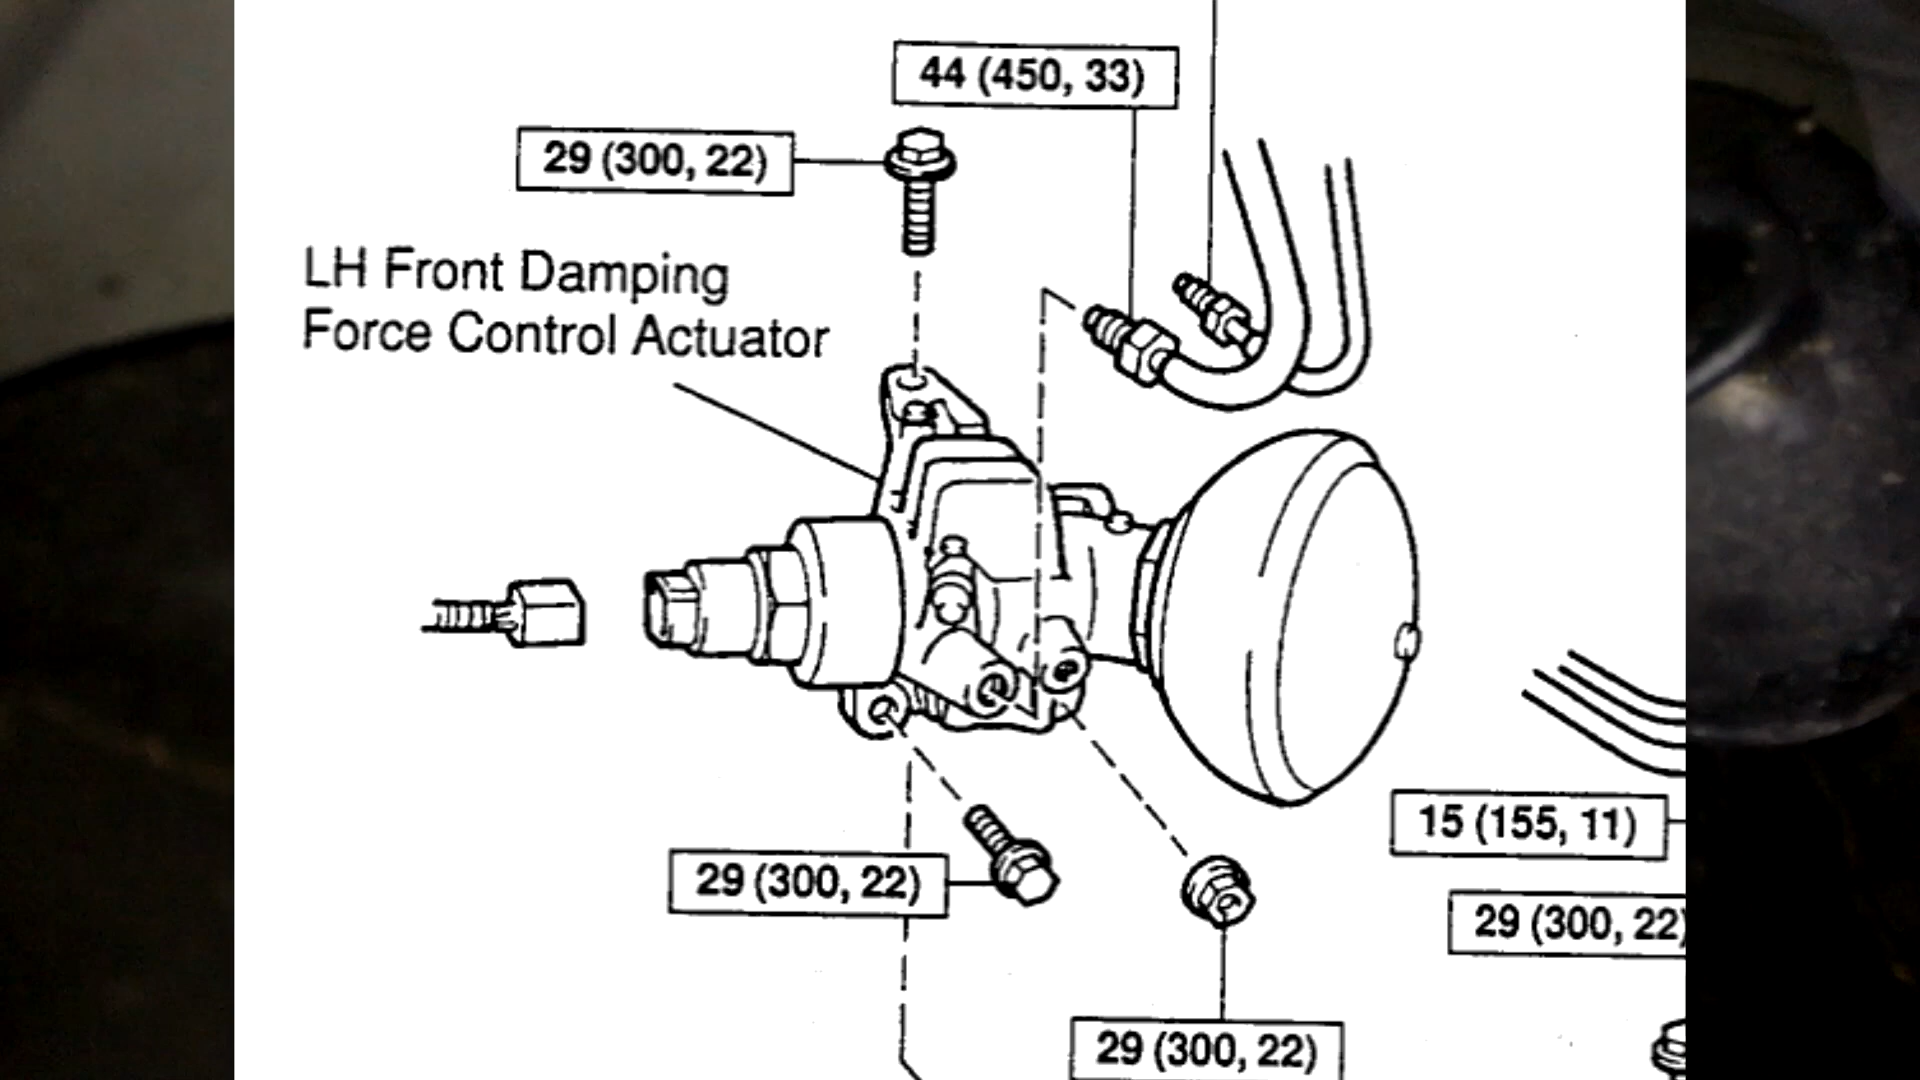 44 (450, 33)
29 (300, 22)
LH Front Damping
Force Control Actuator
15 (155, 11)
29 (300, 22)
29 (300, 22)
29 (300, 22)